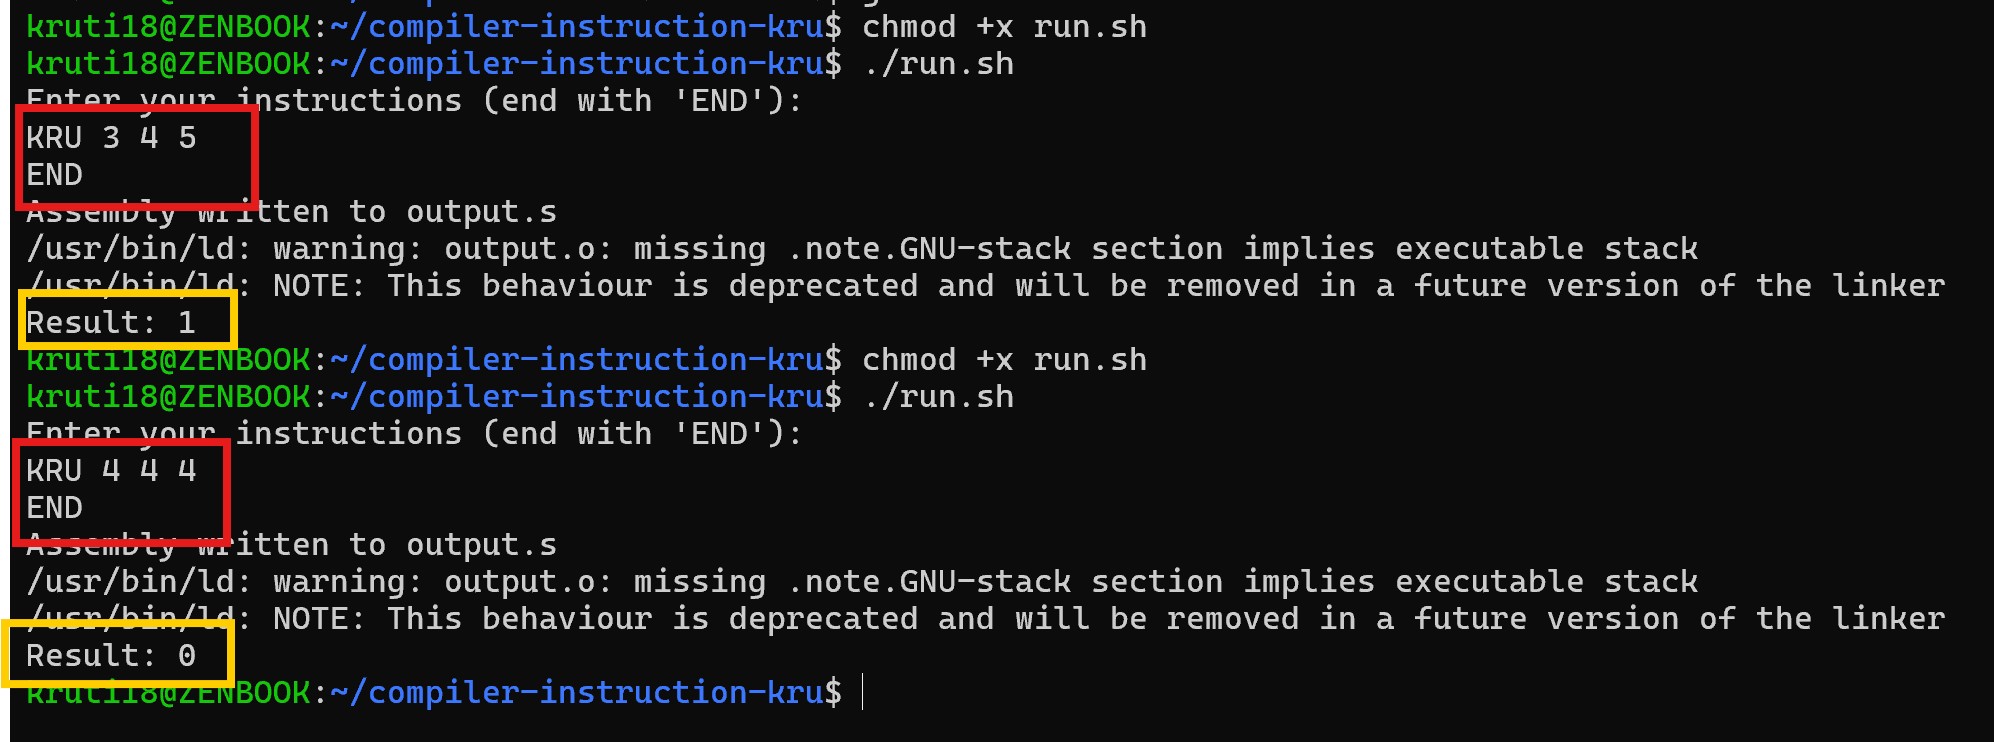 kruti18@ZENBOOK:~/compiler-instruction-kru$ chmod +x run.sh
kruti18@ZENBOOK:~/compiler-instruction-kru$ ./run.sh
Enter your instructions (end with 'END'):
KRU 3 4 5
END
Assembly written to output.s
/usr/bin/ld: warning: output.o: missing .note.GNU-stack section implies executable stack
/usr/bin/ld: NOTE: This behaviour is deprecated and will be removed in a future version of the linker
Result: 1
kruti18@ZENBOOK:~/compiler-instruction-kru$ chmod +x run.sh
kruti18@ZENBOOK:~/compiler-instruction-kru$ ./run.sh
Enter your instructions (end with 'END'):
KRU 4 4 4
END
Assembly written to output.s
/usr/bin/ld: warning: output.o: missing .note.GNU-stack section implies executable stack
/usr/bin/ld: NOTE: This behaviour is deprecated and will be removed in a future version of the linker
Result: 0
kruti18@ZENBOOK:~/compiler-instruction-kru$